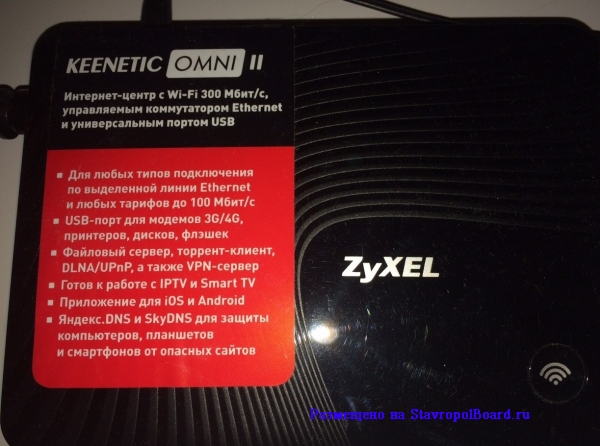 KEENETIC OMNI II
Интернет-центр с Wi-Fi 300 Мбит/с,
управляемым коммутатором Ethernet
и универсальным портом USB
▪ Для любых типов подключения
по выделенной линии Ethernet
и любых тарифов до 100 Мбит/с
▪ USB-порт для модемов 3G/4G,
принтеров, дисков, флэшек
▪ Файловый сервер, торрент-клиент,
DLNA/UPnP, а также VPN-сервер
▪ Готов к работе с IPTV и Smart TV
▪ Приложение для iOS и Android
▪ Яндекс.DNS и SkyDNS для защиты
компьютеров, планшетов
и смартфонов от опасных сайтов
ZyXEL
Размещено на StavropolBoard.ru